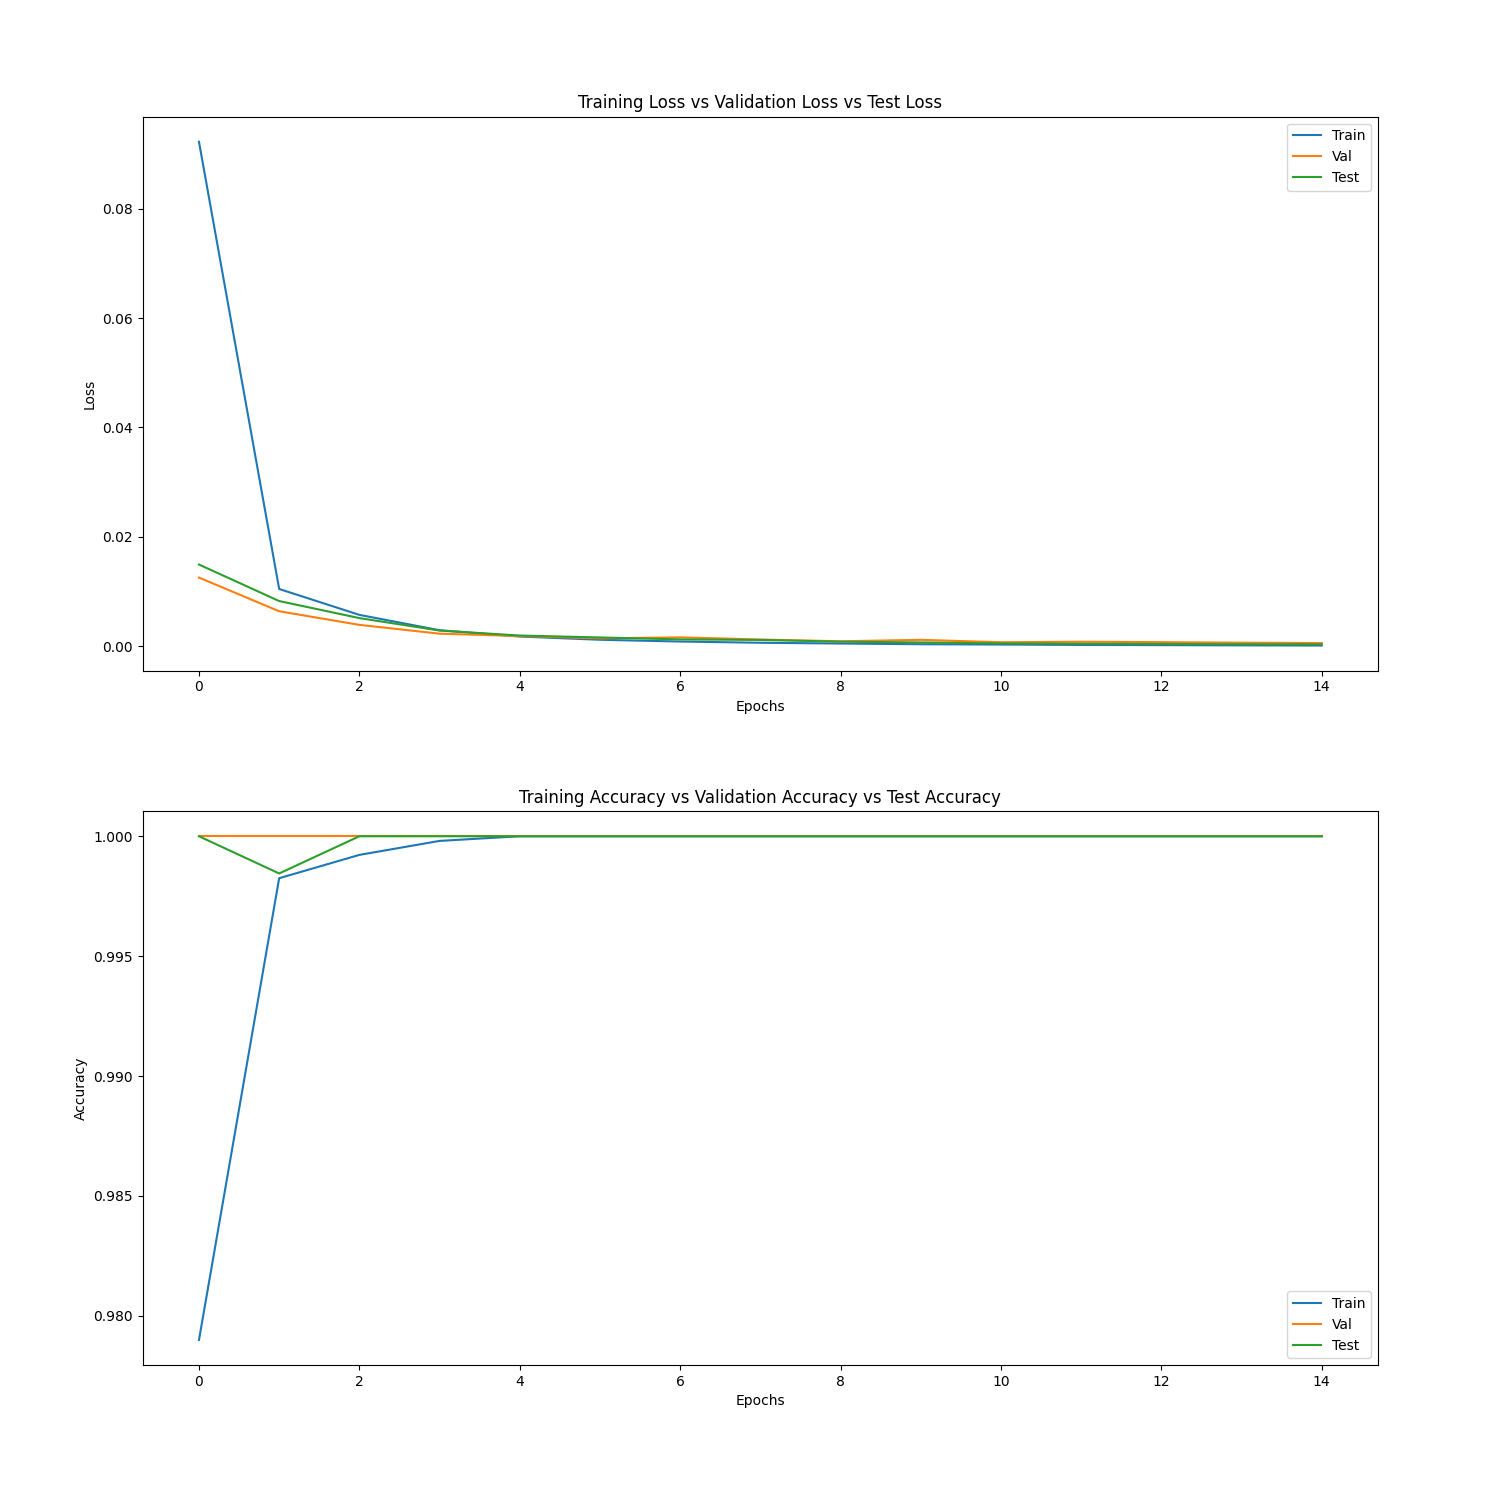 Training Loss vs Validation Loss vs Test Loss
Train
Val
Test
0.08
0.06
0.04
0.02
0.00
Loss
0 2 4 6 8 10 12 14
Epochs
Training Accuracy vs Validation Accuracy vs Test Accuracy
1.000
0.995
0.990
0.985
0.980
Accuracy
Train
Val
Test
0 2 4 6 8 10 12 14
Epochs